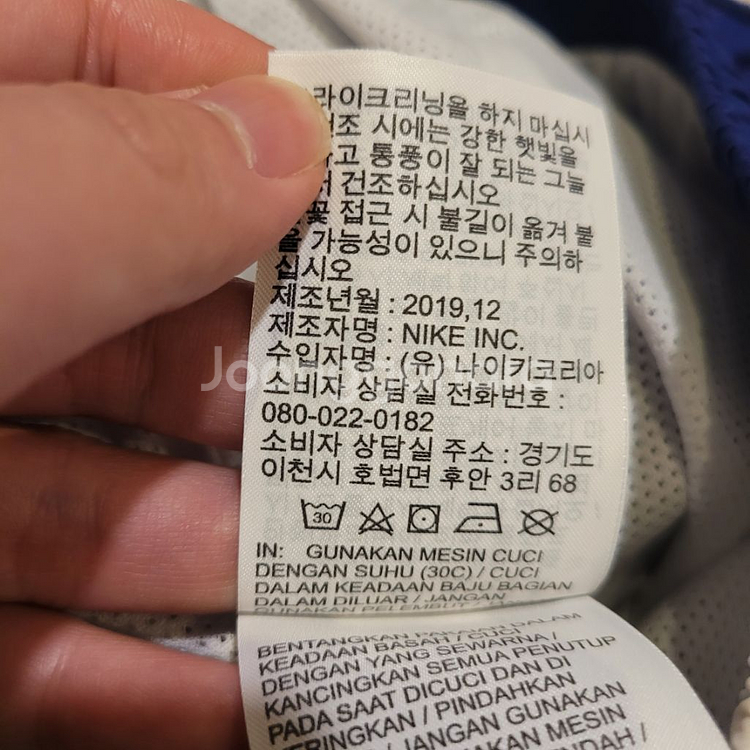 라이크리닝을 하지 마십시
건조 시에는 강한 햇빛을
고 통풍이 잘 되는 그늘
서 건조하십시오
불꽃 접근 시 불길이 옮겨 붙
을 가능성이 있으니 주의하
십시오
제조년월 : 2019,12
제조자명 : NIKE INC.
수입자명 : (유) 나이키코리아
소비자 상담실 전화번호 :
080-022-0182
소비자 상담실 주소 : 경기도
이천시 호법면 후안 3리 68
30
IN: GUNAKAN MESIN CUCI
DENGAN SUHU (30C) / CUCI
DALAM KEADAAN BAJU BAGIAN
DALAM DILUAR / JANGAN
GUNAKAN PELEMBUT /
BENTANGKAN DALAM
KEADAAN BASAH / CUCI
DENGAN YANG SEWARNA /
KANCINGKAN SEMUA PENUTUP
PADA SAAT DICUCI DAN DI
ERINGKAN / PINDAHKAN
/ JANGAN GUNAKAN
AKAN MESIN